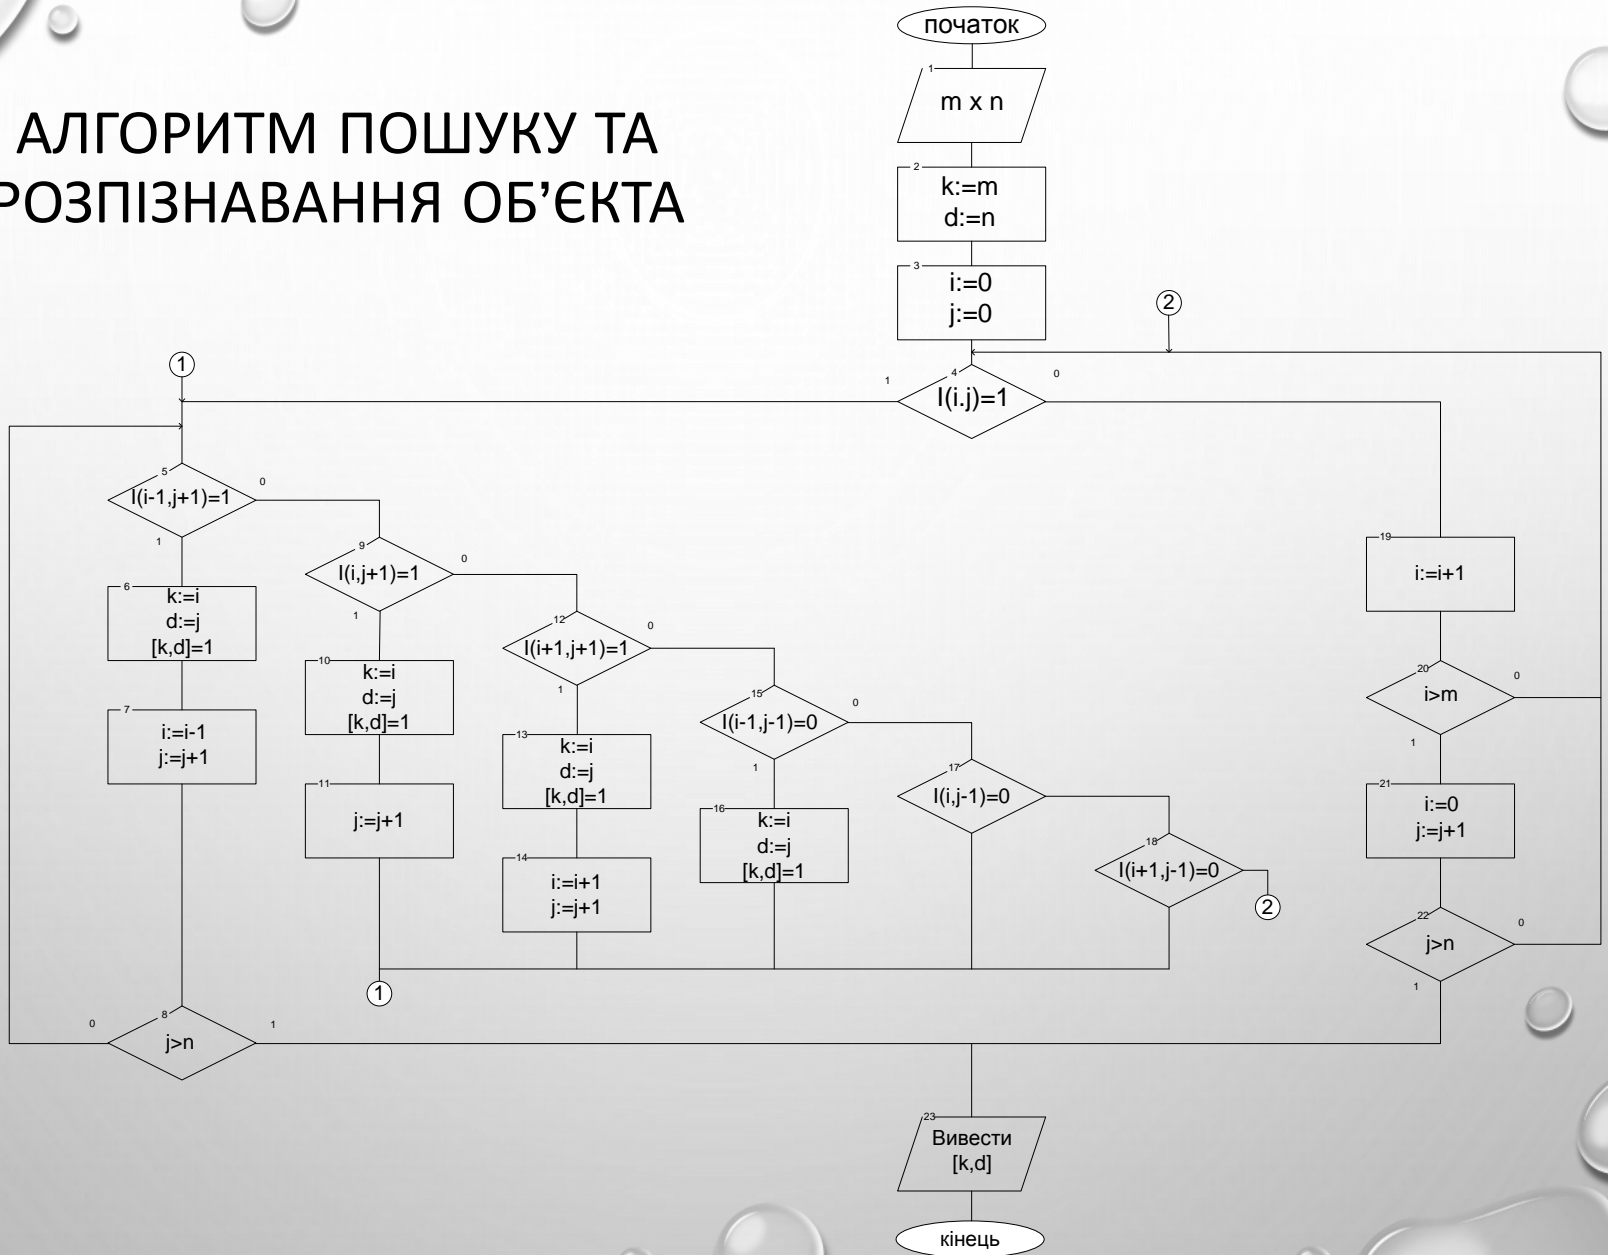 АЛГОРИТМ ПОШУКУ ТА
РОЗПІЗНАВАННЯ ОБ’ЄКТА
початок
1
m x n
2
k:=m
d:=n
3
i:=0
j:=0
2
1
1
4
0
I(i.j)=1
5
0
I(i-1,j+1)=1
1
6
k:=i
d:=j
[k,d]=1
7
i:=i-1
j:=j+1
9
0
I(i,j+1)=1
1
10
k:=i
d:=j
[k,d]=1
11
j:=j+1
12
0
I(i+1,j+1)=1
1
13
k:=i
d:=j
[k,d]=1
14
i:=i+1
j:=j+1
15
0
I(i-1,j-1)=0
1
16
k:=i
d:=j
[k,d]=1
17
I(i,j-1)=0
18
I(i+1,j-1)=0
2
19
i:=i+1
20
0
i>m
1
21
i:=0
j:=j+1
22
0
j>n
1
1
0
8
1
j>n
23
Вивести
[k,d]
кінець